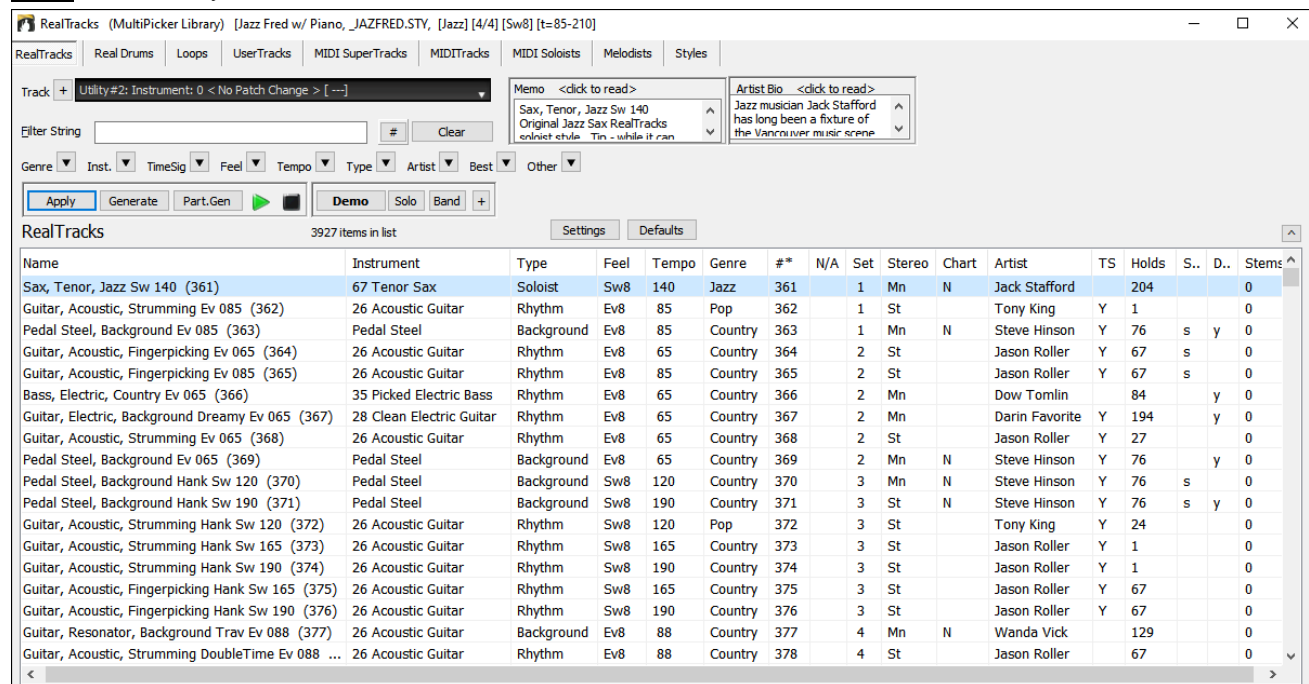 RealTracks (MultiPicker Library) [Jazz Fred w/ Piano, _JAZFRED.STY, [Jazz] [4/4] [Sw8] [t=85-210]
RealTracks Real Drums Loops UserTracks MIDI SuperTracks MIDITracks MIDI Soloists Melodists Styles
Track + Utility#2: Instrument: 0 < No Patch Change > [ ---]
Memo <click to read> Artist Bio <click to read>
Sax, Tenor, Jazz Sw 140
Original Jazz Sax RealTracks
soloist style. Tip - while it can
Jazz musician Jack Stafford
has long been a fixture of
the Vancouver music scene
Filter String # Clear
Genre Inst. TimeSig Feel Tempo Type Artist Best Other
Apply Generate Part.Gen Demo Solo Band +
RealTracks 3927 items in list Settings Defaults
Name Instrument Type Feel Tempo Genre #* N/A Set Stereo Chart Artist TS Holds S.. D.. Stems
Sax, Tenor, Jazz Sw 140 (361) 67 Tenor Sax Soloist Sw8 140 Jazz 361 1 Mn N Jack Stafford 204 0
Guitar, Acoustic, Strumming Ev 085 (362) 26 Acoustic Guitar Rhythm Ev8 85 Pop 362 1 St Tony King Y 1 0
Pedal Steel, Background Ev 085 (363) Pedal Steel Background Ev8 85 Country 363 1 Mn N Steve Hinson Y 76 s y 0
Guitar, Acoustic, Fingerpicking Ev 065 (364) 26 Acoustic Guitar Rhythm Ev8 65 Country 364 2 St Jason Roller Y 67 s 0
Guitar, Acoustic, Fingerpicking Ev 085 (365) 26 Acoustic Guitar Rhythm Ev8 85 Country 365 2 St Jason Roller Y 67 s 0
Bass, Electric, Country Ev 065 (366) 35 Picked Electric Bass Rhythm Ev8 65 Country 366 2 Mn Dow Tomlin 84 y 0
Guitar, Electric, Background Dreamy Ev 065 (367) 28 Clean Electric Guitar Rhythm Ev8 65 Country 367 2 Mn Darin Favorite Y 194 y 0
Guitar, Acoustic, Strumming Ev 065 (368) 26 Acoustic Guitar Rhythm Ev8 65 Country 368 2 St Jason Roller Y 27 0
Pedal Steel, Background Ev 065 (369) Pedal Steel Background Ev8 65 Country 369 2 Mn N Steve Hinson Y 76 y 0
Pedal Steel, Background Hank Sw 120 (370) Pedal Steel Background Sw8 120 Country 370 3 Mn N Steve Hinson Y 76 s 0
Pedal Steel, Background Hank Sw 190 (371) Pedal Steel Background Sw8 190 Country 371 3 St N Steve Hinson Y 76 s y 0
Guitar, Acoustic, Strumming Hank Sw 120 (372) 26 Acoustic Guitar Rhythm Sw8 120 Pop 372 3 St Tony King Y 24 0
Guitar, Acoustic, Strumming Hank Sw 165 (373) 26 Acoustic Guitar Rhythm Sw8 165 Country 373 3 St Jason Roller Y 1 0
Guitar, Acoustic, Strumming Hank Sw 190 (374) 26 Acoustic Guitar Rhythm Sw8 190 Country 374 3 St Jason Roller Y 1 0
Guitar, Acoustic, Fingerpicking Hank Sw 165 (375) 26 Acoustic Guitar Rhythm Sw8 165 Country 375 3 St Jason Roller Y 67 0
Guitar, Acoustic, Fingerpicking Hank Sw 190 (376) 26 Acoustic Guitar Rhythm Sw8 190 Country 376 3 St Jason Roller Y 67 0
Guitar, Resonator, Background Trav Ev 088 (377) 26 Acoustic Guitar Background Ev8 88 Country 377 4 Mn N Wanda Vick 129 0
Guitar, Acoustic, Strumming DoubleTime Ev 088 ... 26 Acoustic Guitar Rhythm Ev8 88 Country 378 4 St Jason Roller 67 0